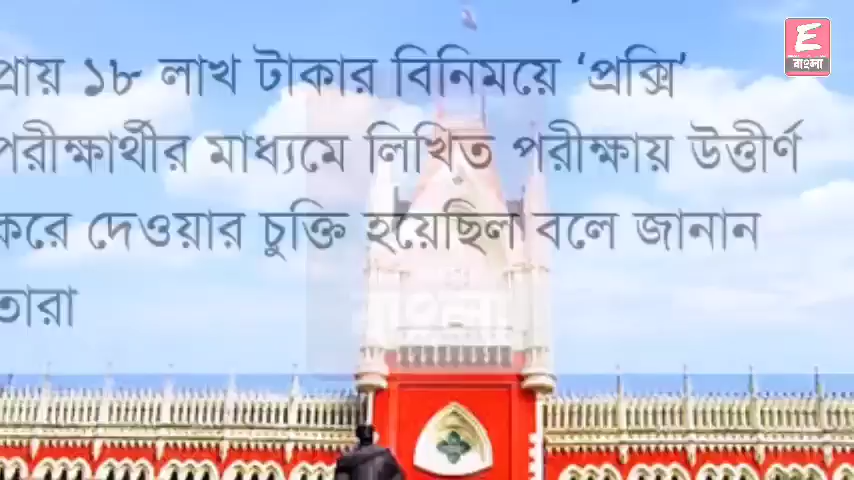 প্রায় ১৮ লাখ টাকার বিনিময়ে ‘প্রক্সি’
পরীক্ষার্থীর মাধ্যমে লিখিত পরীক্ষায় উত্তীর্ণ
করে দেওয়ার চুক্তি হয়েছিল বলে জানান
তারা
E
বাংলা
বাংলা